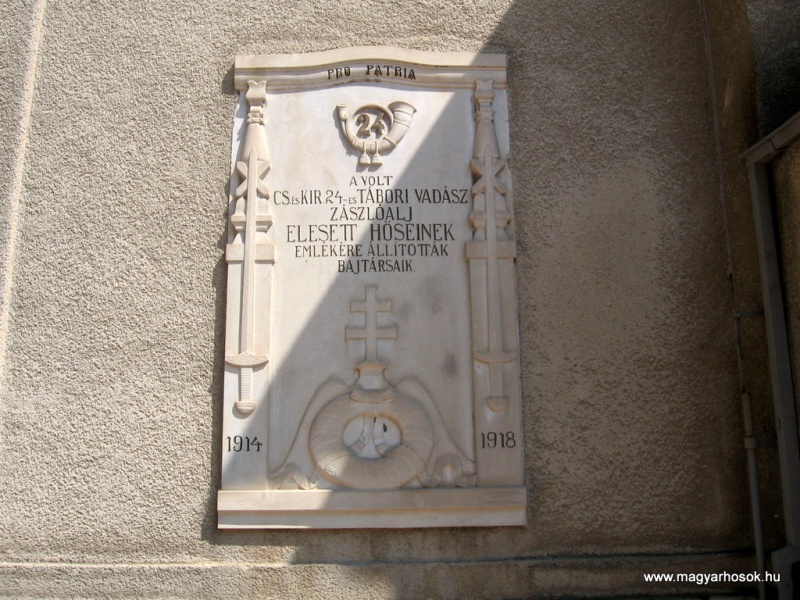 PRO PATRIA
24
A VOLT
CS. ÉS KIR. 24-ES TÁBORI VADÁSZ
ZÁSZLÓALJ
ELESETT HŐSEINEK
EMLÉKÉRE ÁLLÍTOTTÁK
BAJTÁRSAIK.
1914 1918
www.magyarhosok.hu